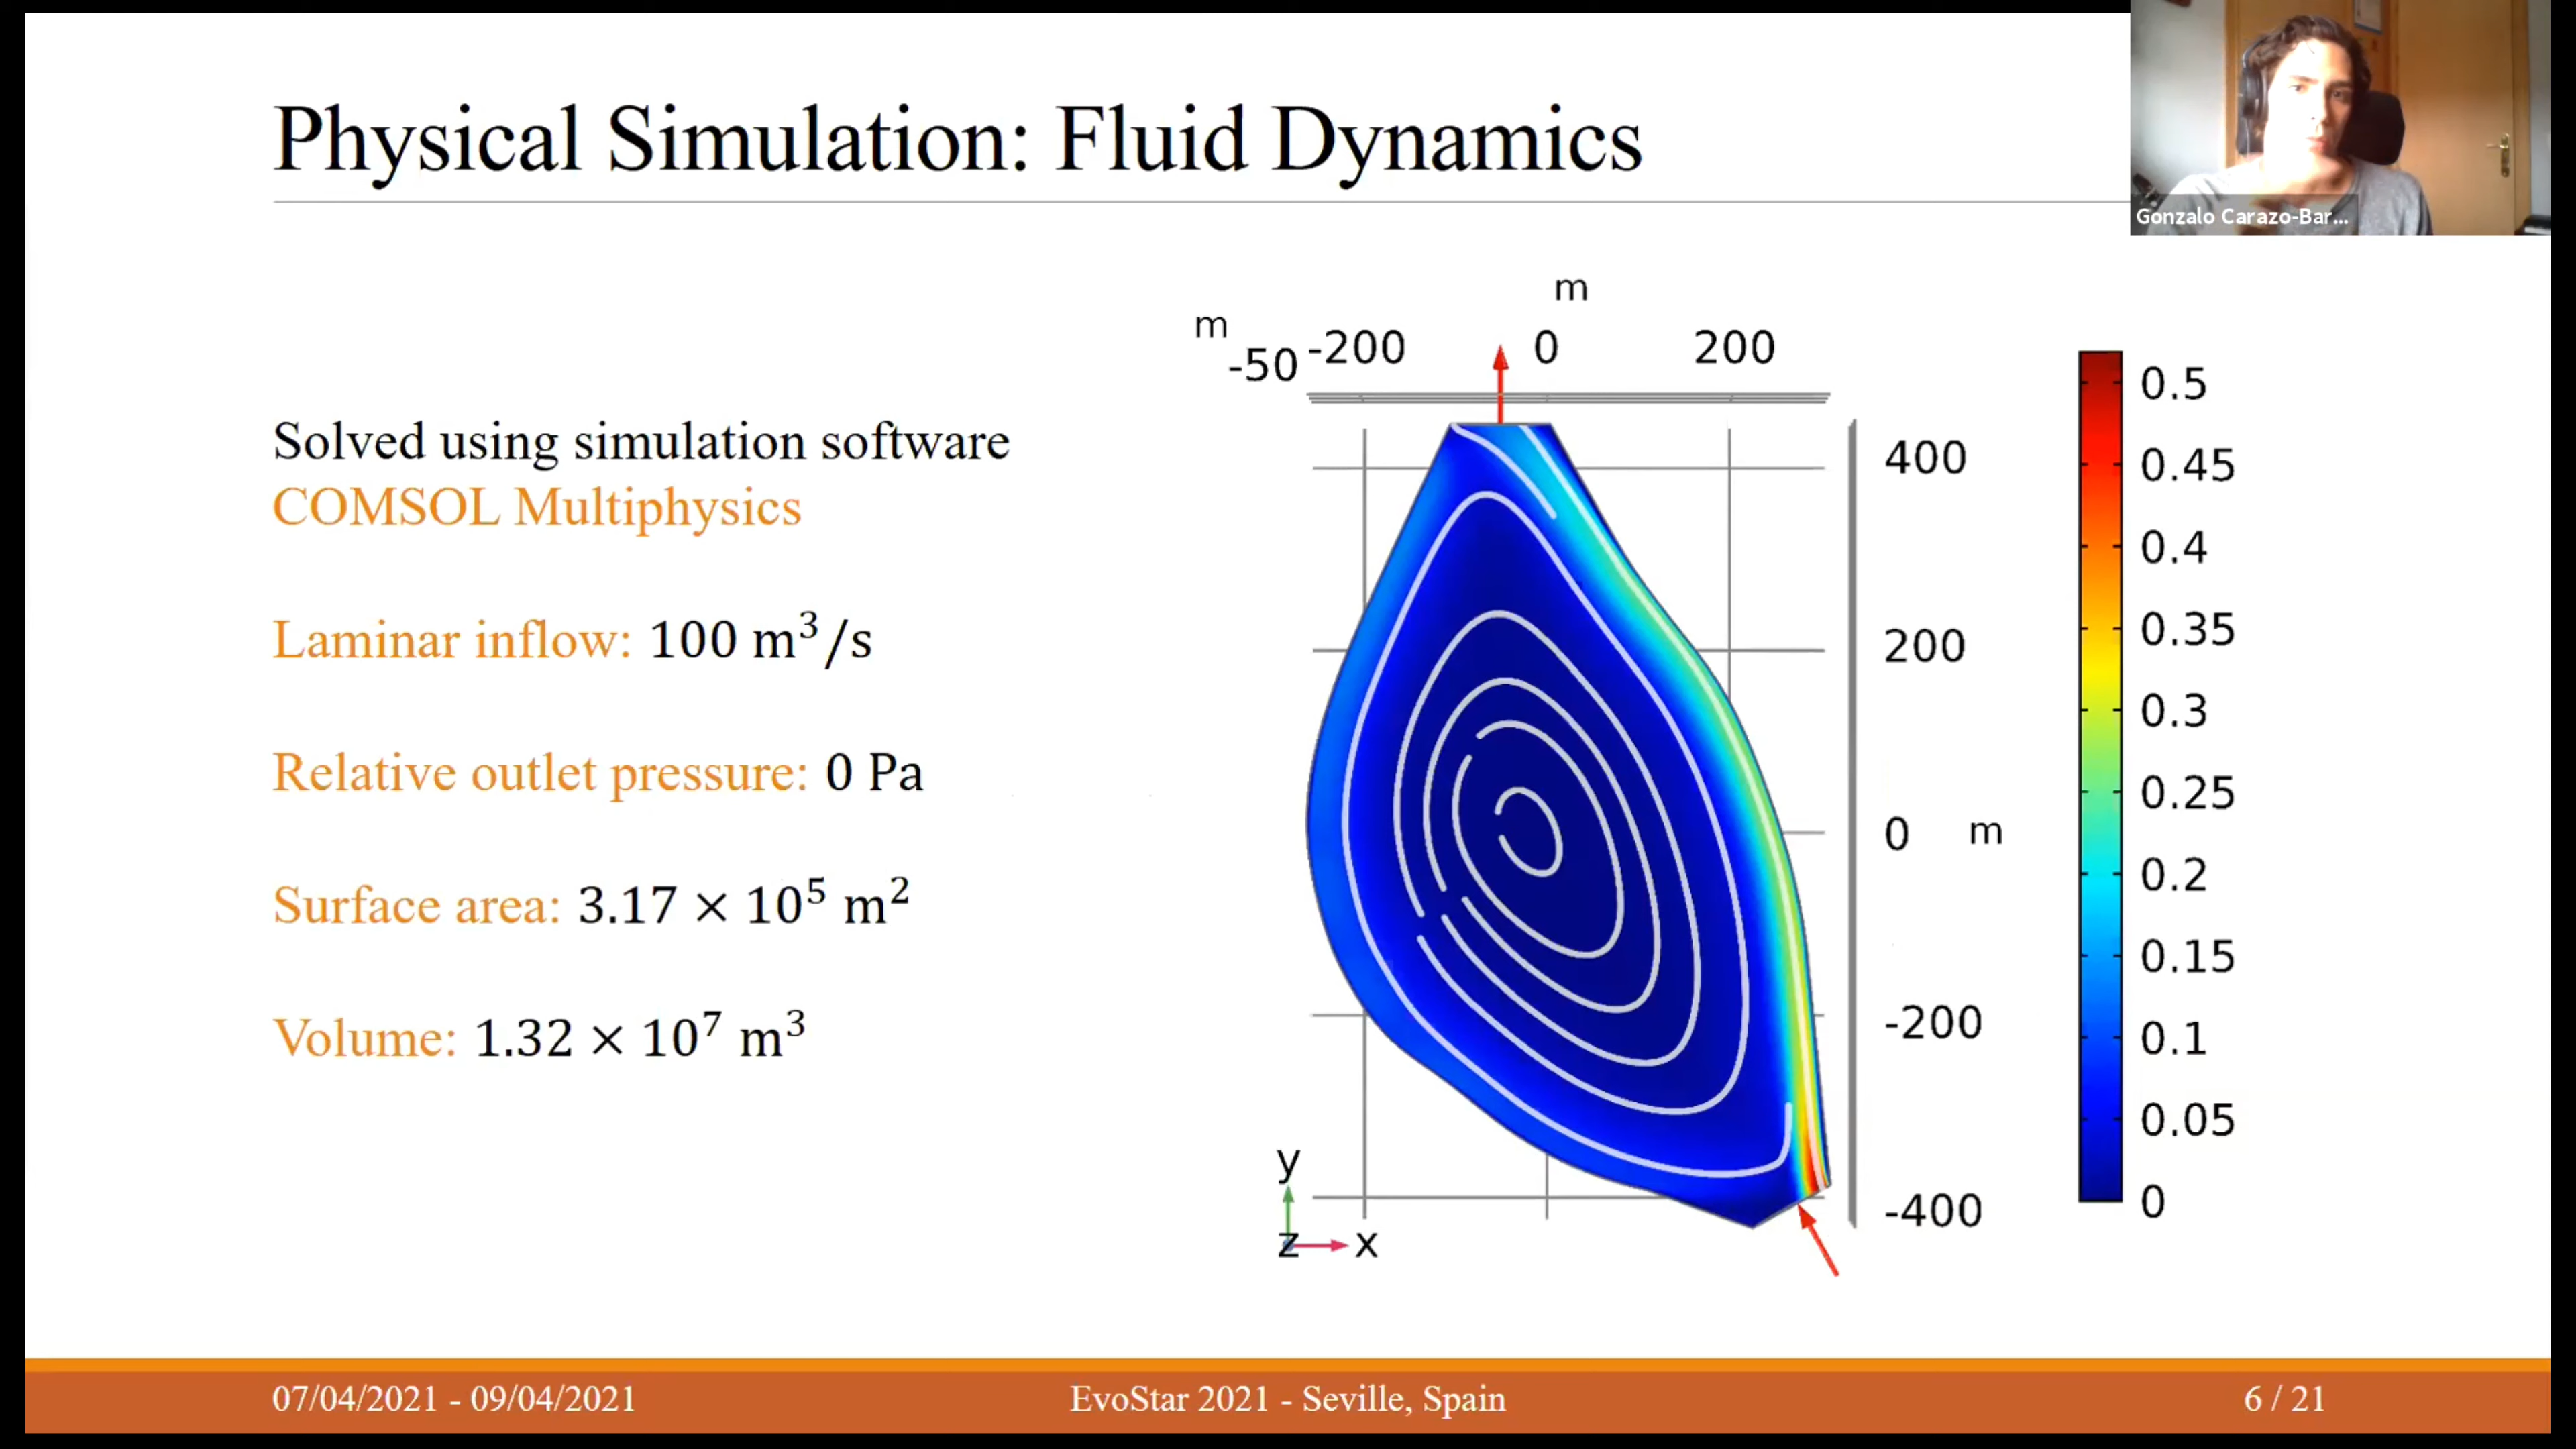 Physical Simulation: Fluid Dynamics
Gonzalo Carazo-Bar...
Solved using simulation software
COMSOL Multiphysics
Laminar inflow: 100 m³/s
Relative outlet pressure: 0 Pa
Surface area: 3.17 × 10⁵ m²
Volume: 1.32 × 10⁷ m³
m
m
-50 -200 0 200
400
200
0 m
-200
-400
y
z x
0.5
0.45
0.4
0.35
0.3
0.25
0.2
0.15
0.1
0.05
0
07/04/2021 - 09/04/2021
EvoStar 2021 - Seville, Spain
6 / 21